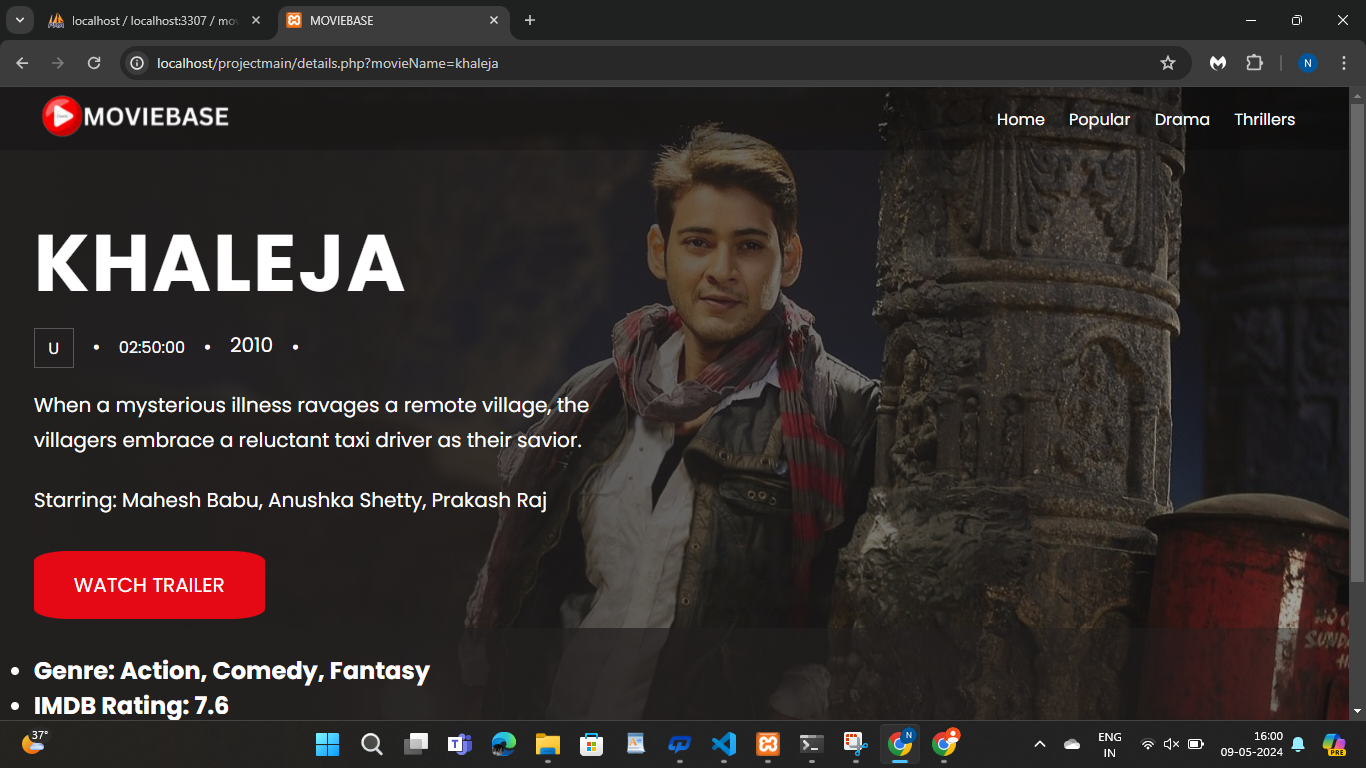 localhost / localhost:3307 / mov
MOVIEBASE
localhost/projectmain/details.php?movieName=khaleja
N
MOVIEBASE
Home
Popular
Drama
Thrillers
KHALEJA
U • 02:50:00 • 2010 •
When a mysterious illness ravages a remote village, the
villagers embrace a reluctant taxi driver as their savior.
Starring: Mahesh Babu, Anushka Shetty, Prakash Raj
WATCH TRAILER
• Genre: Action, Comedy, Fantasy
• IMDB Rating: 7.6
37°
N
ENG
IN
16:00
09-05-2024
PRE